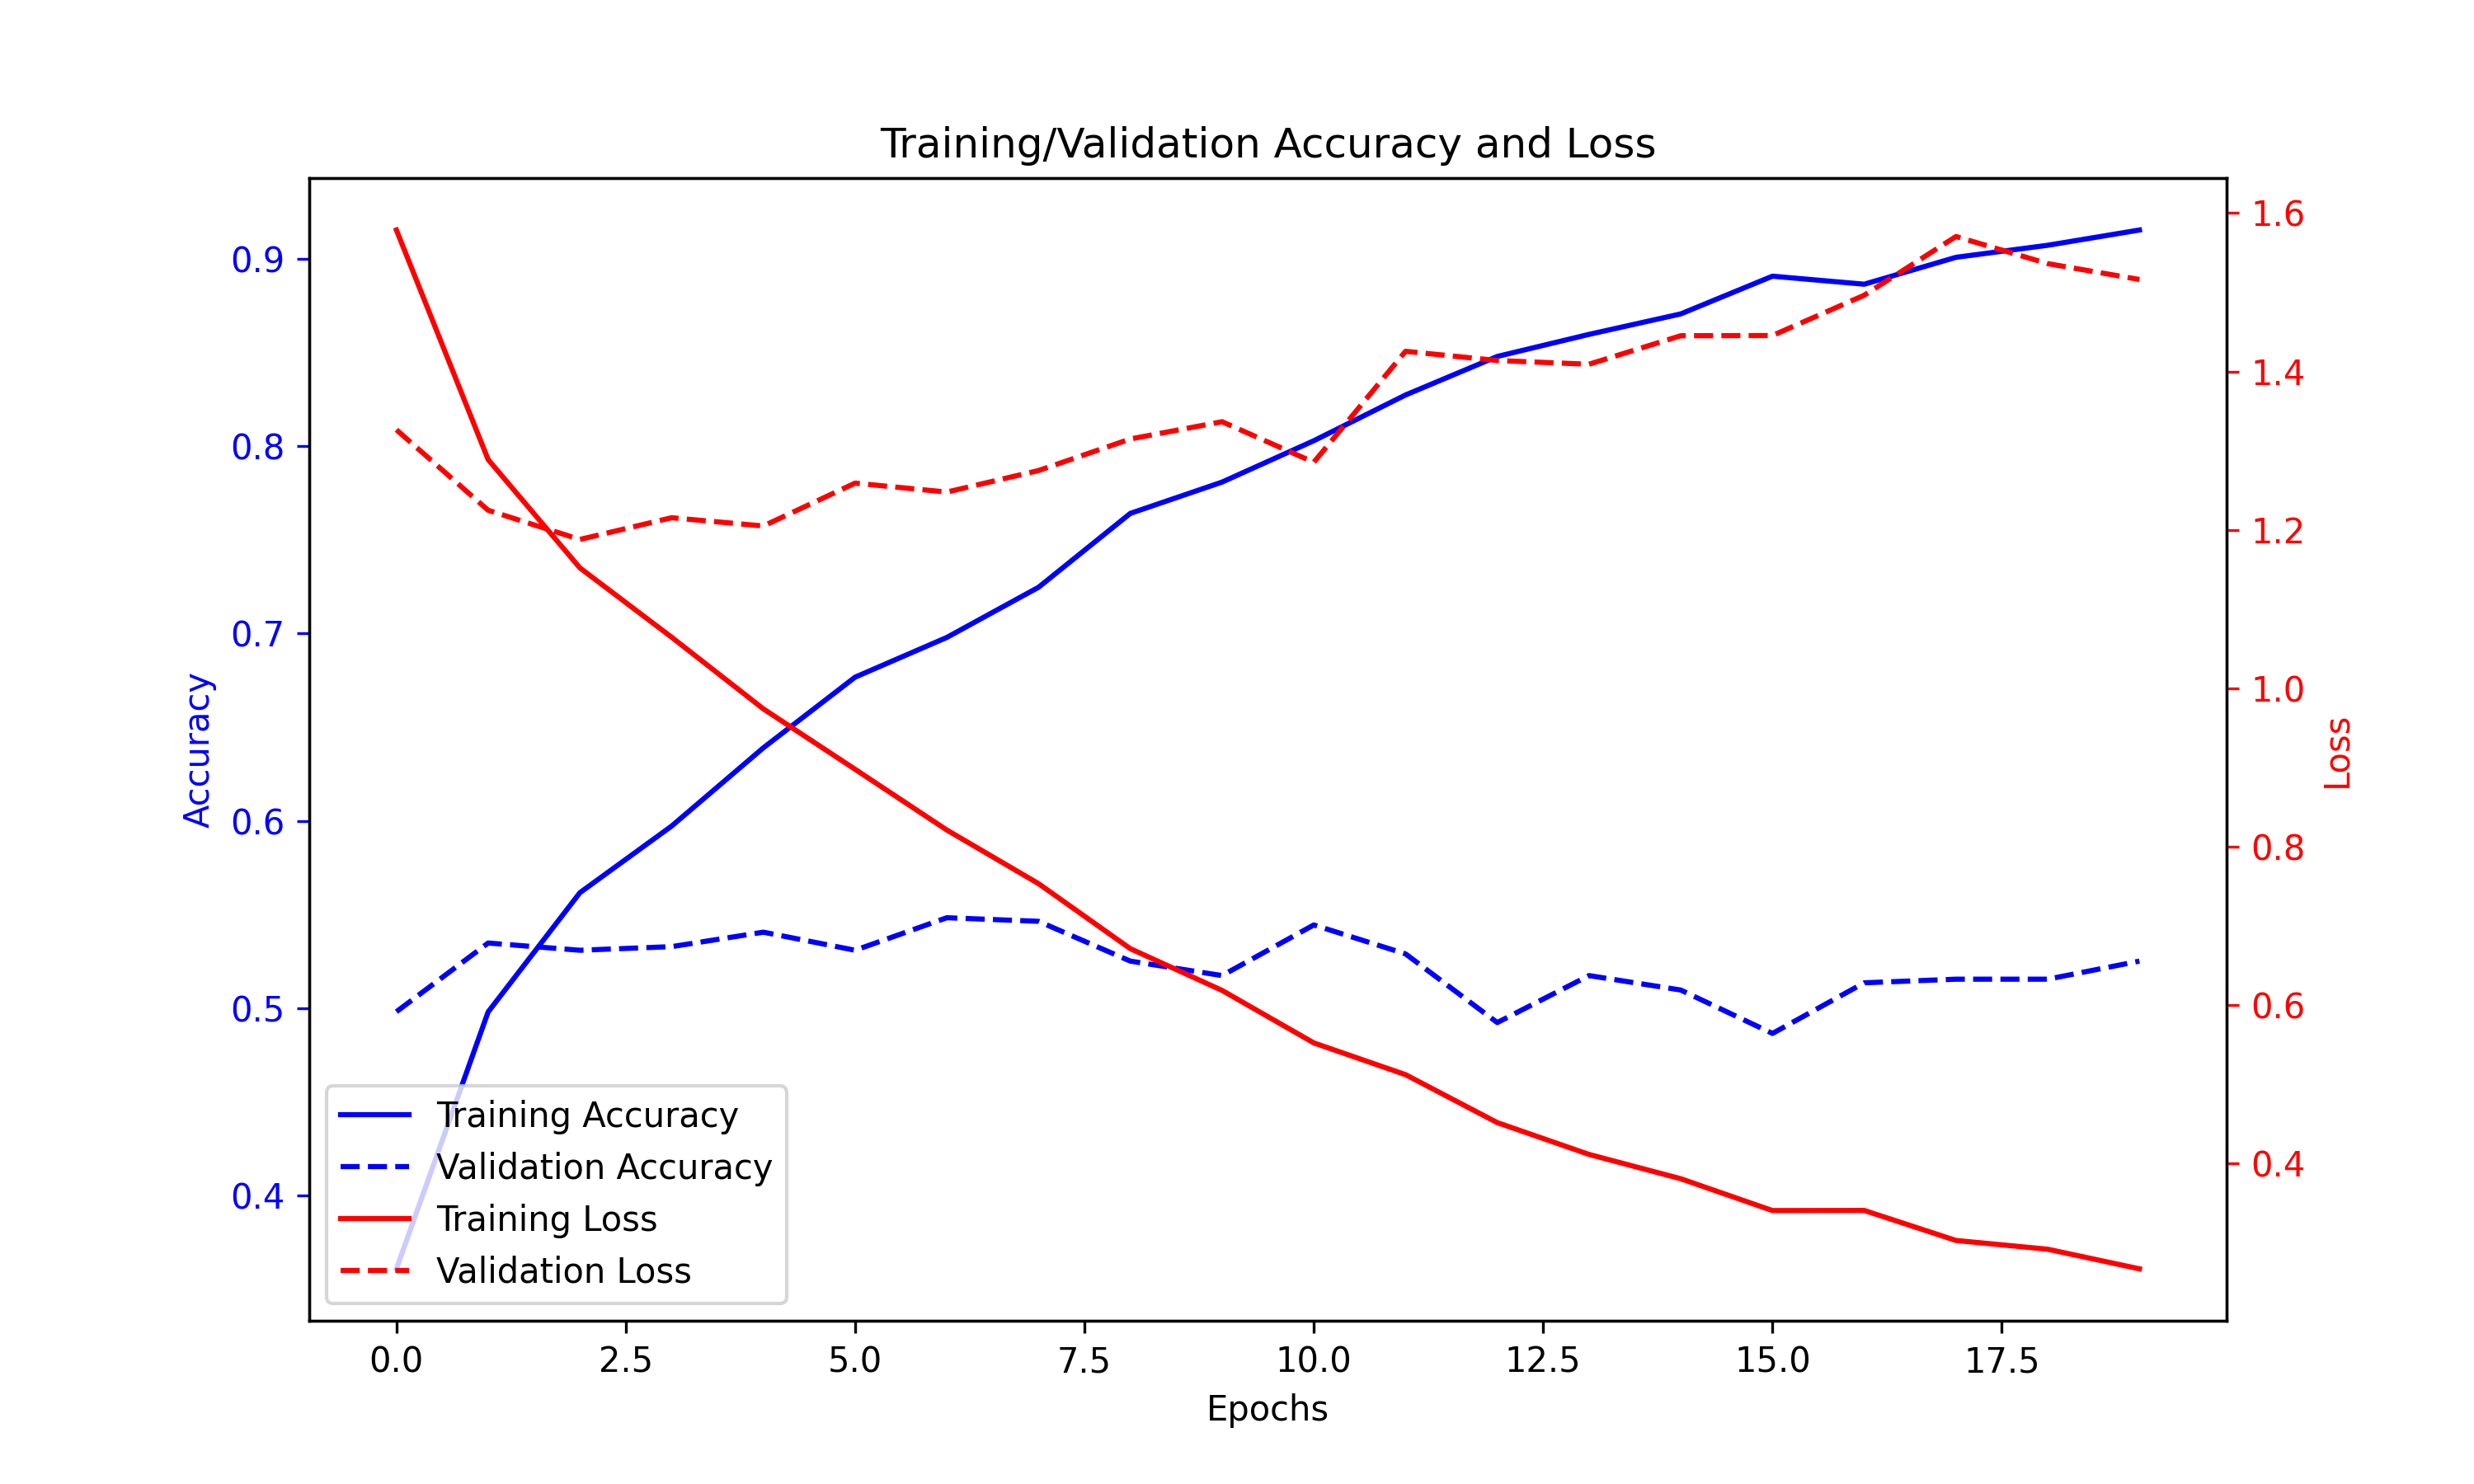 Training/Validation Accuracy and Loss
0.9
0.8
0.7
0.6
0.5
0.4
Accuracy
1.6
1.4
1.2
1.0
0.8
0.6
0.4
Loss
Training Accuracy
Validation Accuracy
Training Loss
Validation Loss
0.0 2.5 5.0 7.5 10.0 12.5 15.0 17.5
Epochs